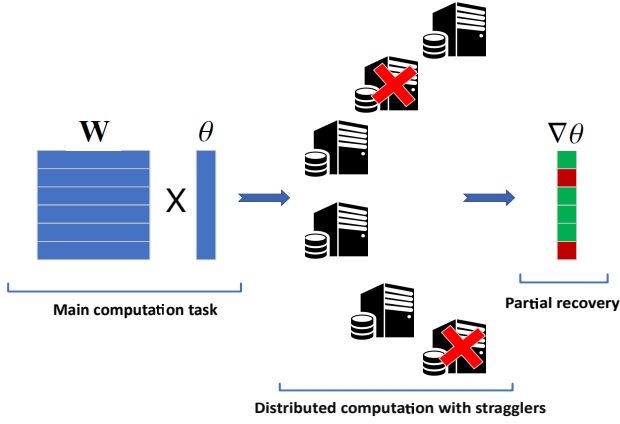 W
θ
X
∇θ
Main computation task
Partial recovery
Distributed computation with stragglers